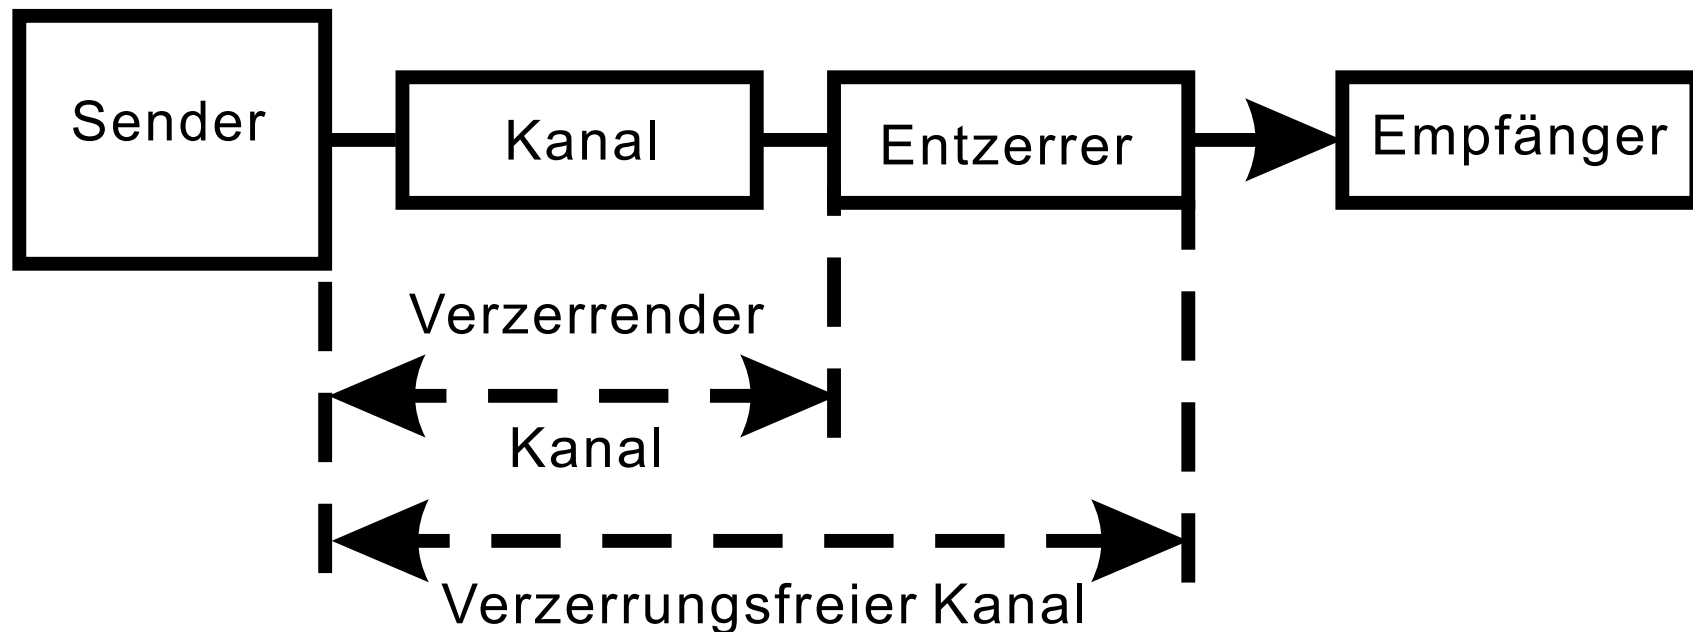 Sender
Kanal
Entzerrer
Empfänger
Verzerrender
Kanal
Verzerrungsfreier Kanal